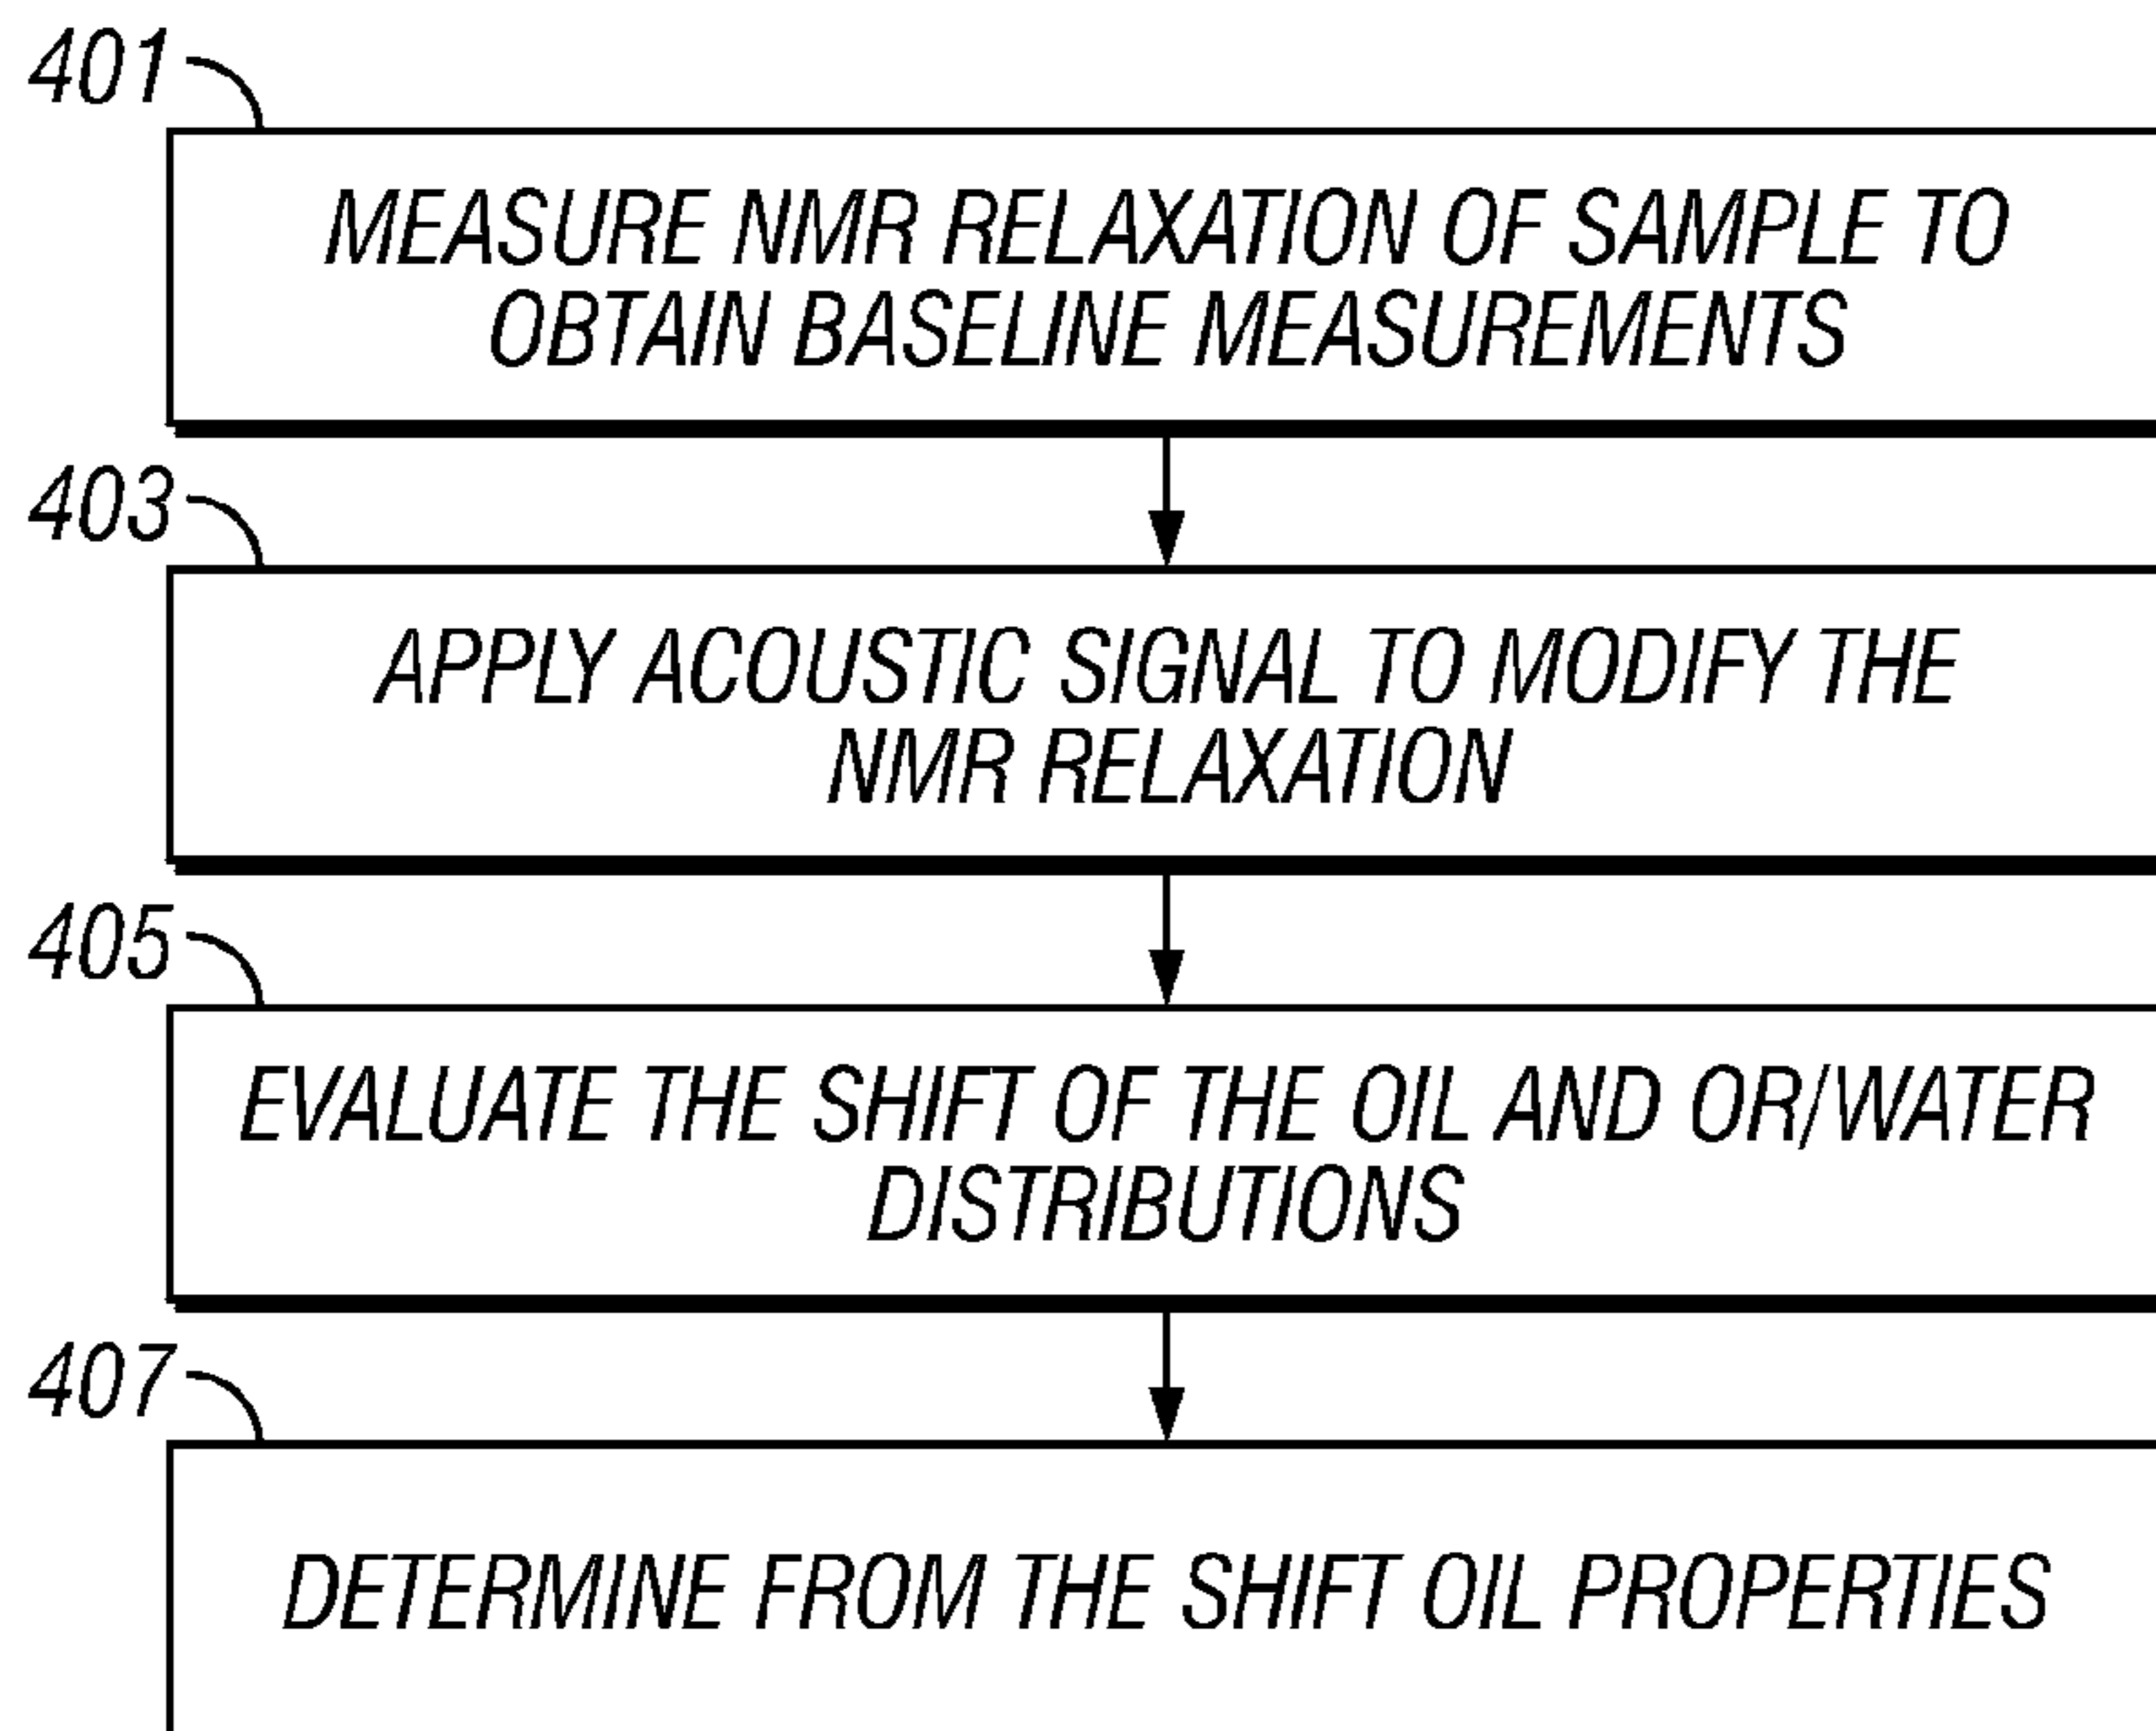 401
MEASURE NMR RELAXATION OF SAMPLE TO
OBTAIN BASELINE MEASUREMENTS
403
APPLY ACOUSTIC SIGNAL TO MODIFY THE
NMR RELAXATION
405
EVALUATE THE SHIFT OF THE OIL AND OR/WATER
DISTRIBUTIONS
407
DETERMINE FROM THE SHIFT OIL PROPERTIES